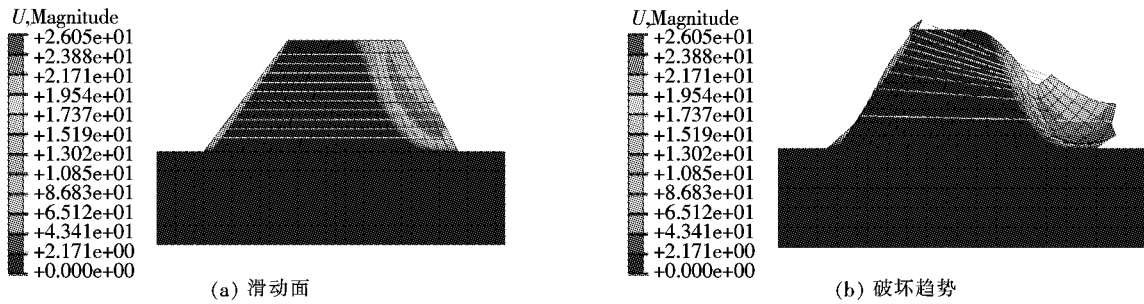 U,Magnitude
+2.605e+01
+2.388e+01
+2.171e+01
+1.954e+01
+1.737e+01
+1.519e+01
+1.302e+01
+1.085e+01
+8.683e+01
+6.512e+01
+4.341e+01
+2.171e+00
+0.000e+00
(a) 滑动面
U,Magnitude
+2.605e+01
+2.388e+01
+2.171e+01
+1.954e+01
+1.737e+01
+1.519e+01
+1.302e+01
+1.085e+01
+8.683e+01
+6.512e+01
+4.341e+01
+2.171e+00
+0.000e+00
(b) 破坏趋势